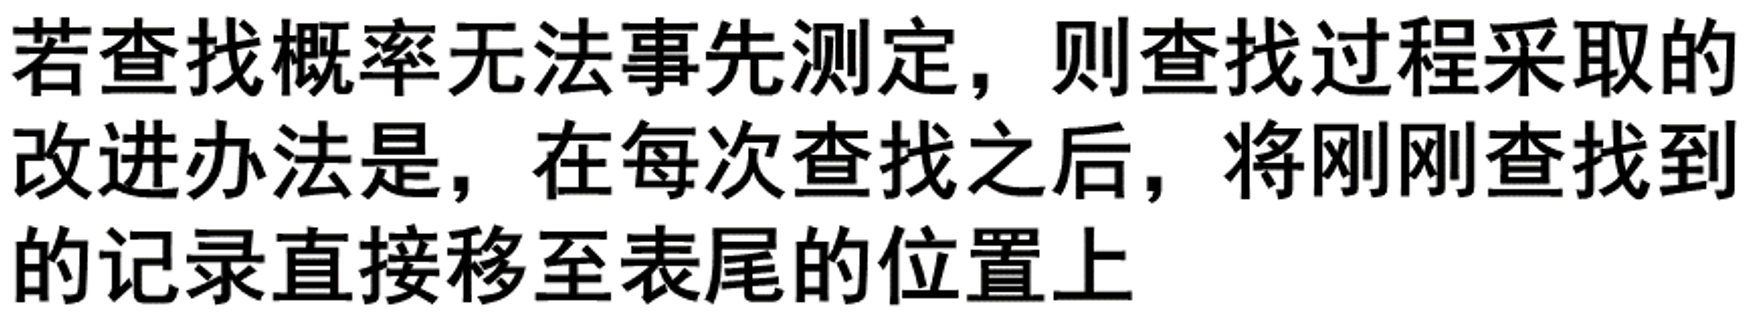 若查找概率无法事先测定，则查找过程采取的
改进办法是，在每次查找之后，将刚刚查找到
的记录直接移至表尾的位置上